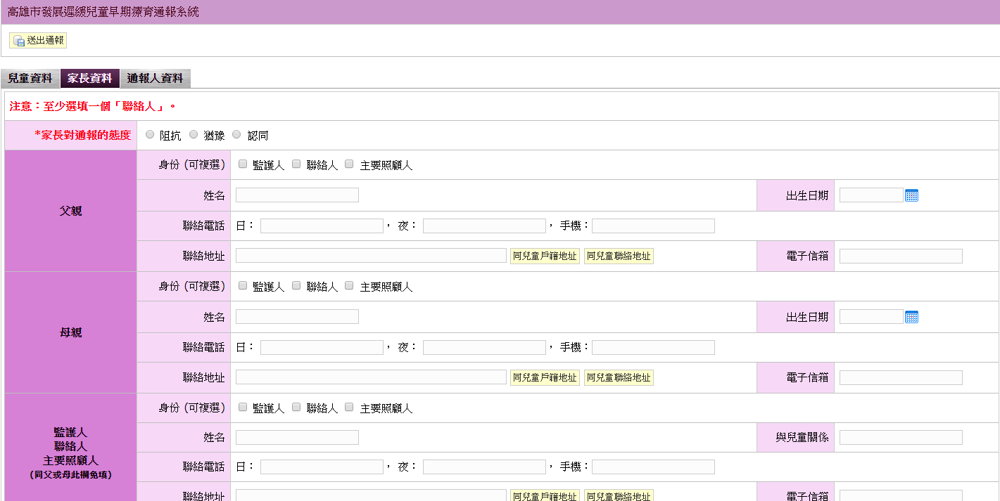 高雄市發展遲緩兒童早期療育通報系統
送出通報
兒童資料 家長資料 通報人資料
注意：至少選填一個「聯絡人」。
*家長對通報的態度 阻抗 猶豫 認同
父親
身份 (可複選) 監護人 聯絡人 主要照顧人
姓名 出生日期
聯絡電話 日： ， 夜： ， 手機：
聯絡地址 同兒童戶籍地址 同兒童聯絡地址 電子信箱
母親
身份 (可複選) 監護人 聯絡人 主要照顧人
姓名 出生日期
聯絡電話 日： ， 夜： ， 手機：
聯絡地址 同兒童戶籍地址 同兒童聯絡地址 電子信箱
監護人
聯絡人
主要照顧人
(同父或母此欄免填)
身份 (可複選) 監護人 聯絡人 主要照顧人
姓名 與兒童關係
聯絡電話 日： ， 夜： ， 手機：
聯絡地址 同兒童戶籍地址 同兒童聯絡地址 電子信箱